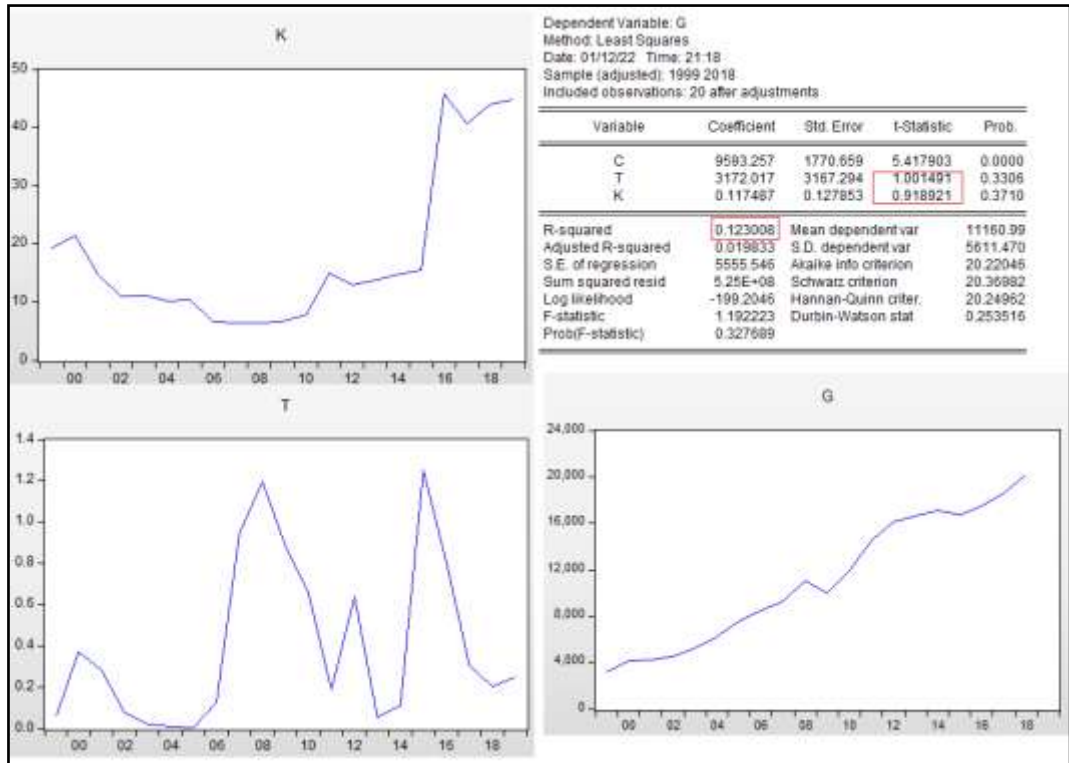 K
50
40
30
20
10
0
00 02 04 06 08 10 12 14 16 18
Dependent Variable: G
Method: Least Squares
Date: 01/12/22 Time: 21:18
Sample (adjusted): 1999 2018
Included observations: 20 after adjustments
Variable Coefficient Std. Error t-Statistic Prob.
C 9593.257 1770.659 5.417903 0.0000
T 3172.017 3167.294 1.001491 0.3306
K 0.117487 0.127853 0.918921 0.3710
R-squared 0.123008 Mean dependent var 11160.99
Adjusted R-squared 0.019833 S.D. dependent var 5611.470
S.E. of regression 5555.546 Akaike info criterion 20.22046
Sum squared resid 5.25E+08 Schwarz criterion 20.36982
Log likelihood -199.2046 Hannan-Quinn criter. 20.24962
F-statistic 1.192223 Durbin-Watson stat 0.253516
Prob(F-statistic) 0.327689
T
1.4
1.2
1.0
0.8
0.6
0.4
0.2
0.0
00 02 04 06 08 10 12 14 16 18
G
24,000
20,000
16,000
12,000
8,000
4,000
0
00 02 04 06 08 10 12 14 16 18